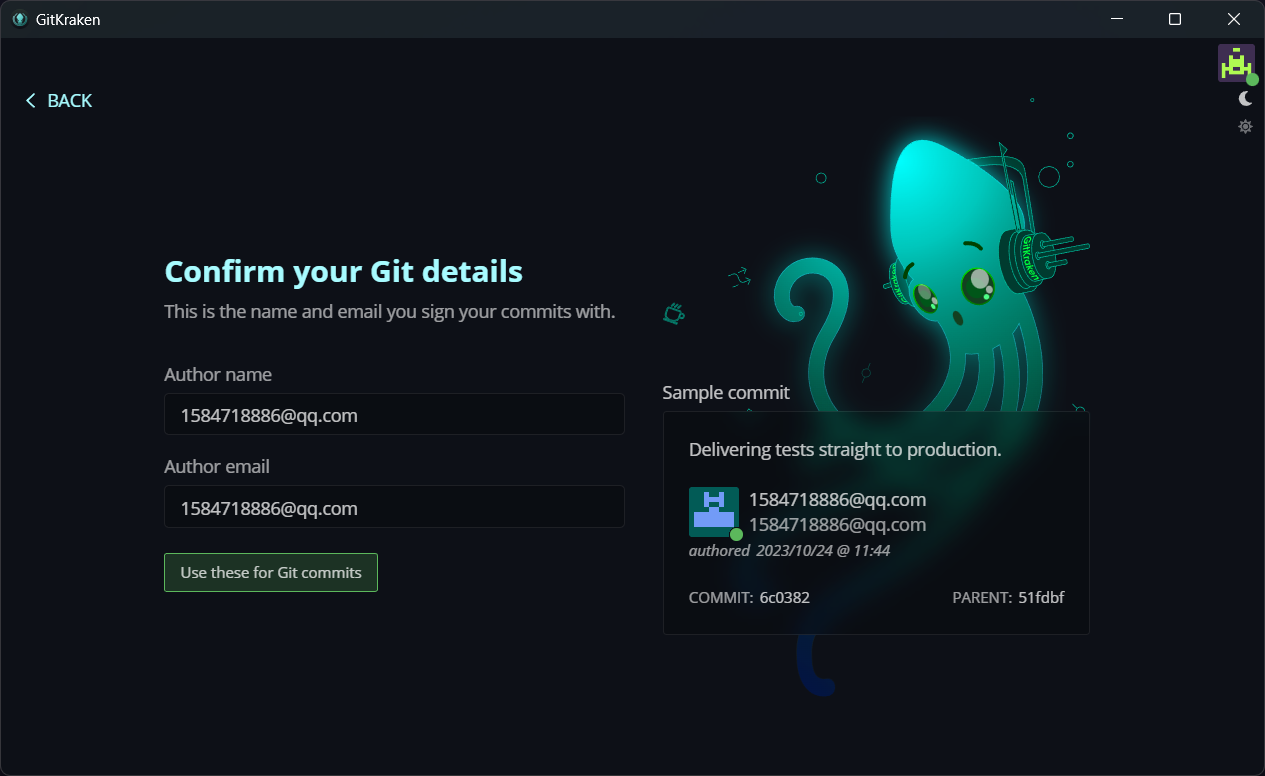 GitKraken
BACK
Confirm your Git details
This is the name and email you sign your commits with.
Author name
1584718886@qq.com
Author email
1584718886@qq.com
Use these for Git commits
GitKraken
GitKraken
Sample commit
Delivering tests straight to production.
1584718886@qq.com
1584718886@qq.com
authored 2023/10/24 @ 11:44
COMMIT: 6c0382
PARENT: 51fdbf